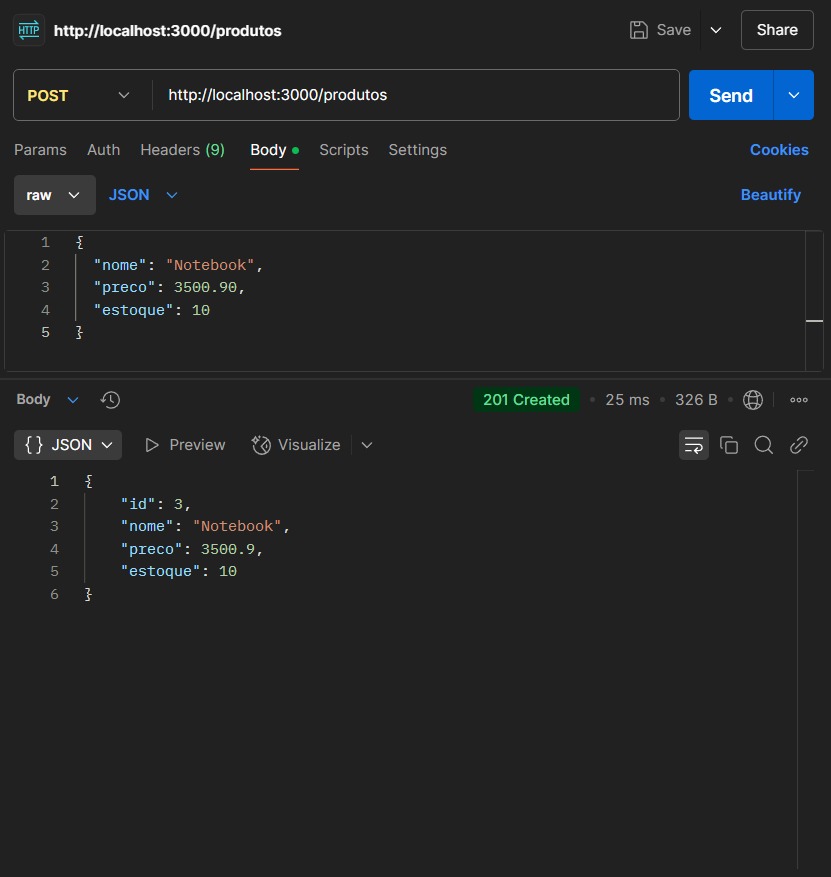 HTTP http://localhost:3000/produtos Save Share
POST http://localhost:3000/produtos Send
Params Auth Headers (9) Body Scripts Settings Cookies
raw JSON Beautify
1 {
2 "nome": "Notebook",
3 "preco": 3500.90,
4 "estoque": 10
5 }
Body 201 Created 25 ms 326 B
{} JSON Preview Visualize
1 {
2 "id": 3,
3 "nome": "Notebook",
4 "preco": 3500.9,
5 "estoque": 10
6 }